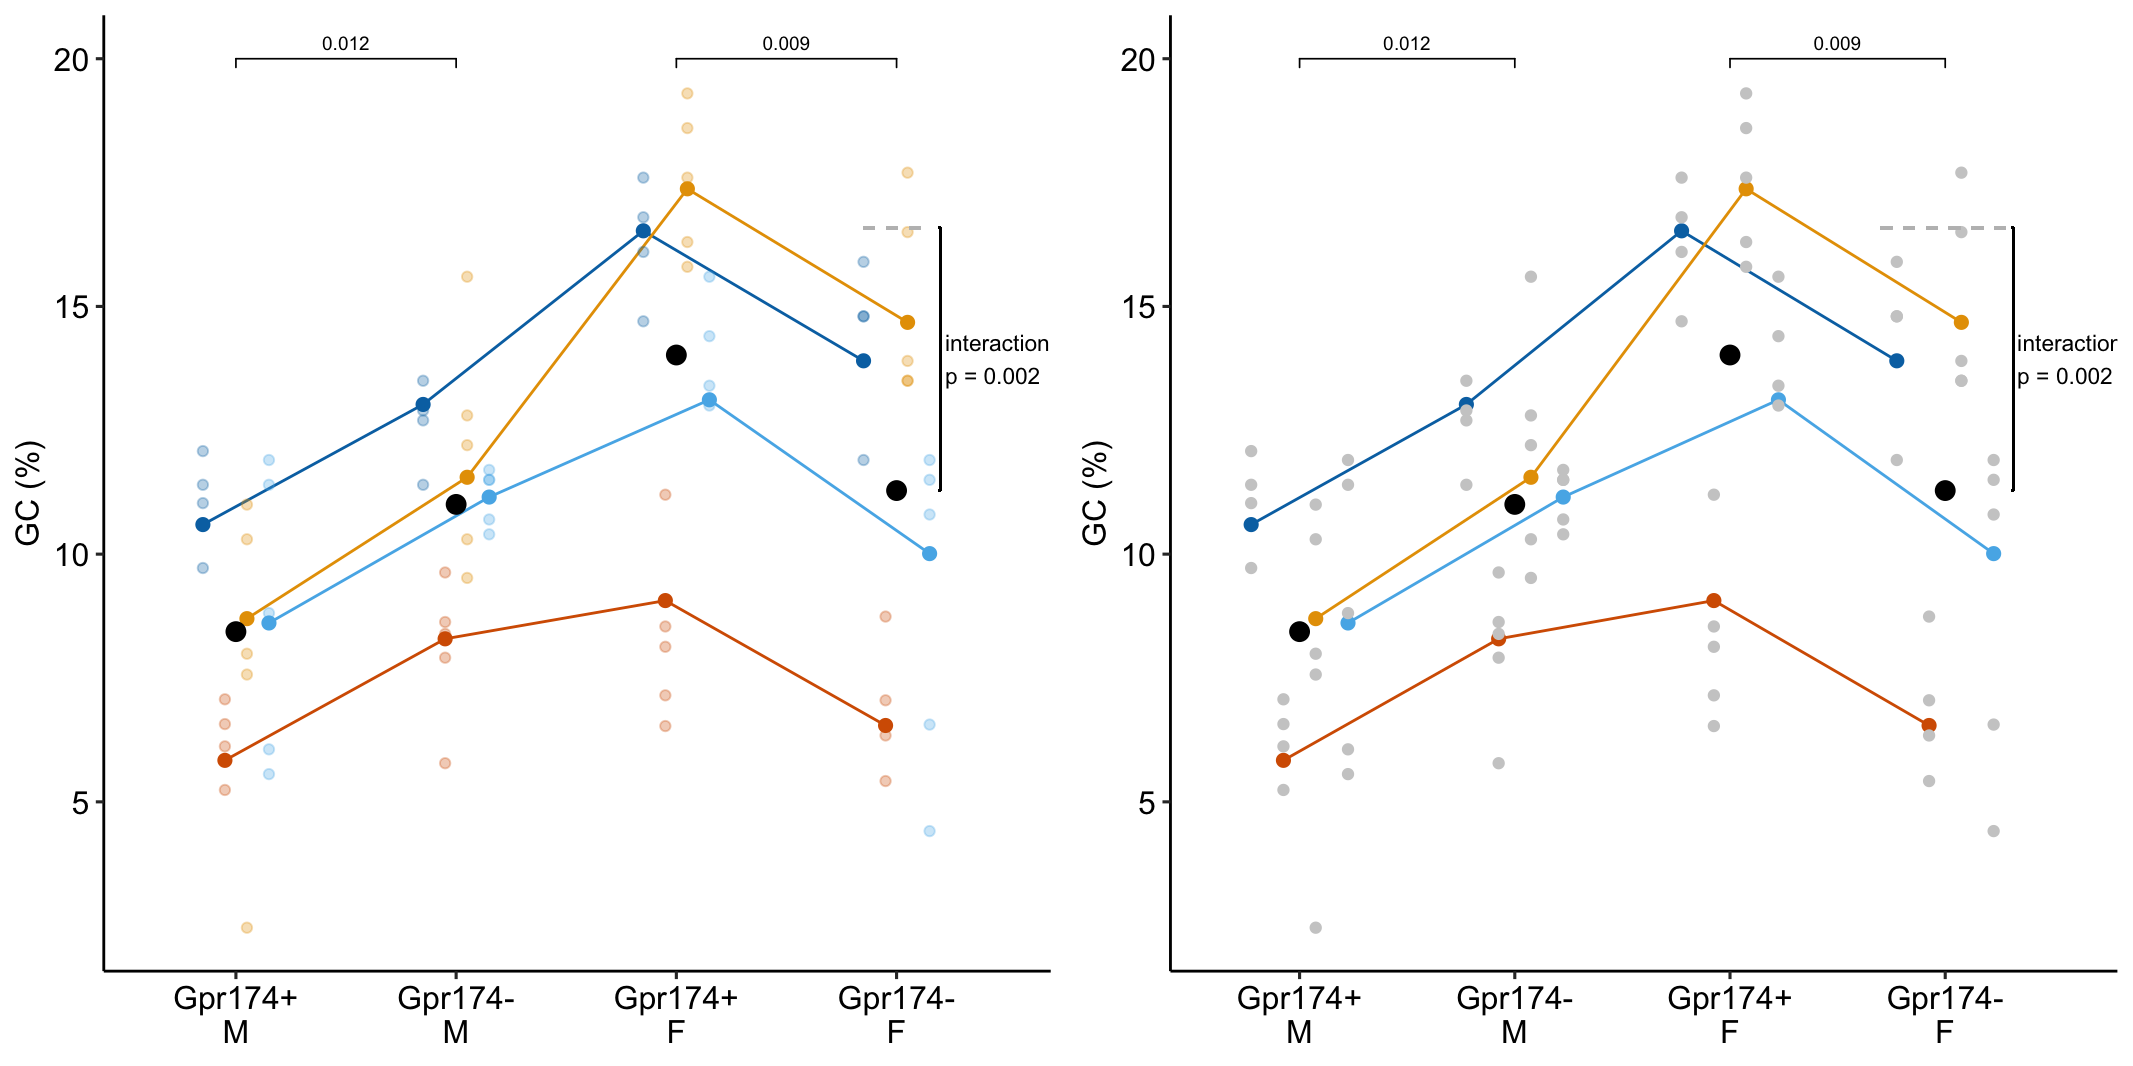 0.012
0.009
20
15
10
5
GC (%)
interaction
p = 0.002
Gpr174+
M
Gpr174-
M
Gpr174+
F
Gpr174-
F
0.012
0.009
20
15
10
5
GC (%)
interactior
p = 0.002
Gpr174+
M
Gpr174-
M
Gpr174+
F
Gpr174-
F